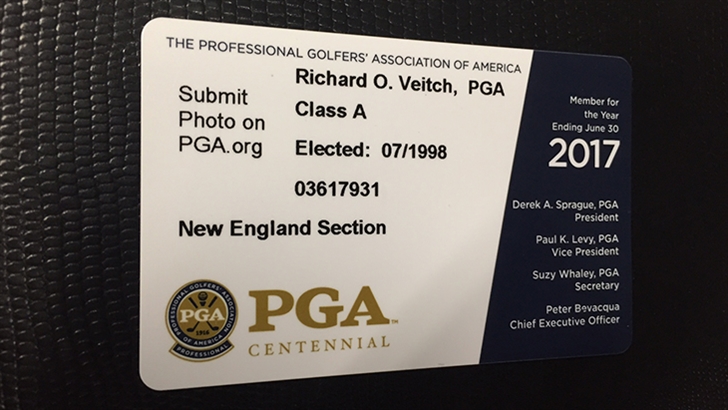 THE PROFESSIONAL GOLFERS' ASSOCIATION OF AMERICA
Richard O. Veitch, PGA
Submit
Photo on
PGA.org
Class A
Elected: 07/1998
03617931
New England Section
Member for
the Year
Ending June 30
2017
Derek A. Sprague, PGA
President
Paul K. Levy, PGA
Vice President
Suzy Whaley, PGA
Secretary
Peter Bevacqua
Chief Executive Officer
PROFESSIONAL GOLFERS' ASSOCIATION
PGA
1916
OF AMERICA
PROFESSIONAL
PGA™
CENTENNIAL